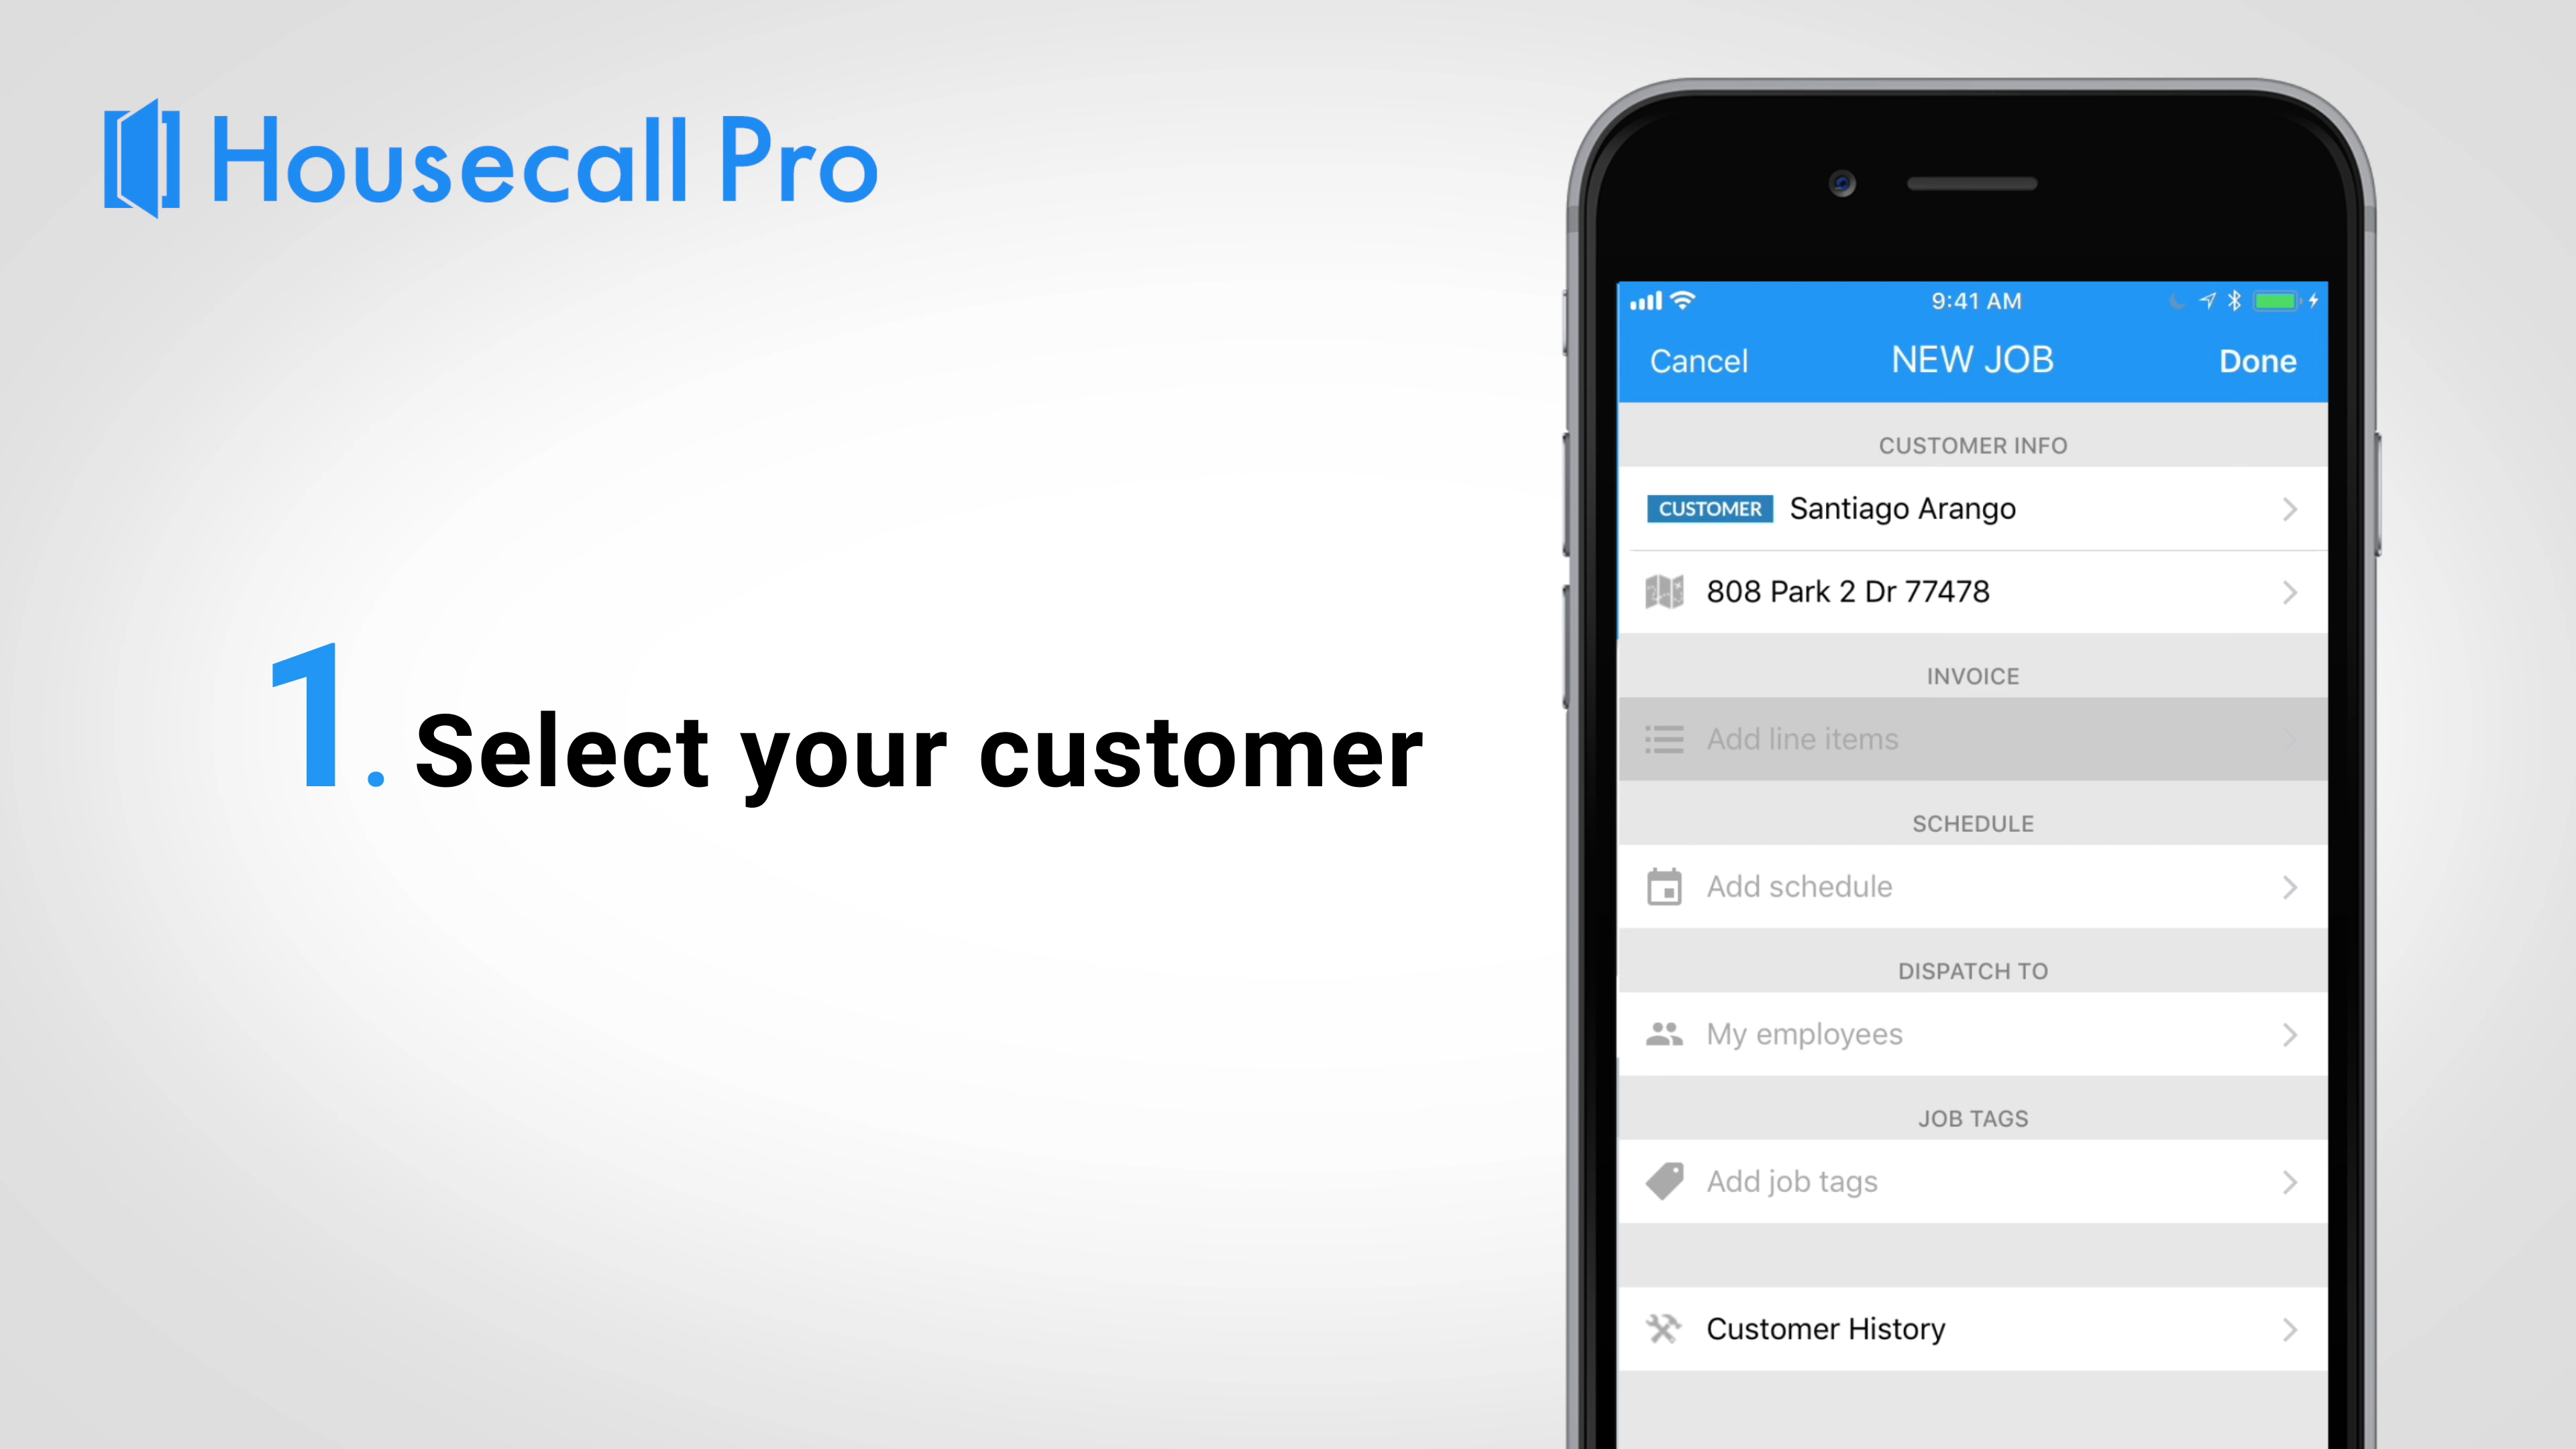 Housecall Pro
1. Select your customer
9:41 AM
Cancel NEW JOB Done
CUSTOMER INFO
CUSTOMER Santiago Arango
808 Park 2 Dr 77478
INVOICE
Add line items
SCHEDULE
Add schedule
DISPATCH TO
My employees
JOB TAGS
Add job tags
Customer History